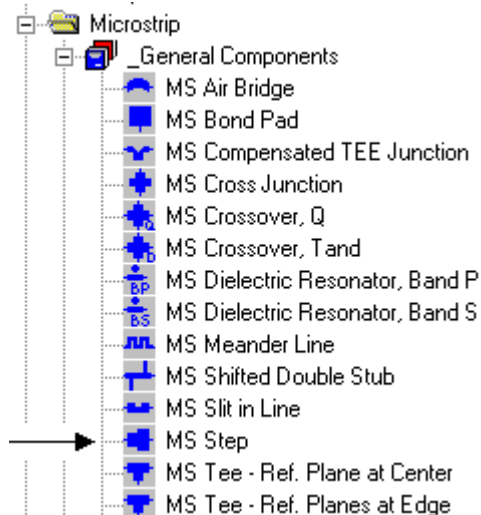 Microstrip
_General Components
MS Air Bridge
MS Bond Pad
MS Compensated TEE Junction
MS Cross Junction
Q
MS Crossover, Q
D
MS Crossover, Tand
BP
MS Dielectric Resonator, Band P
BS
MS Dielectric Resonator, Band S
MS Meander Line
MS Shifted Double Stub
MS Slit in Line
MS Step
MS Tee - Ref. Plane at Center
MS Tee - Ref. Planes at Edge